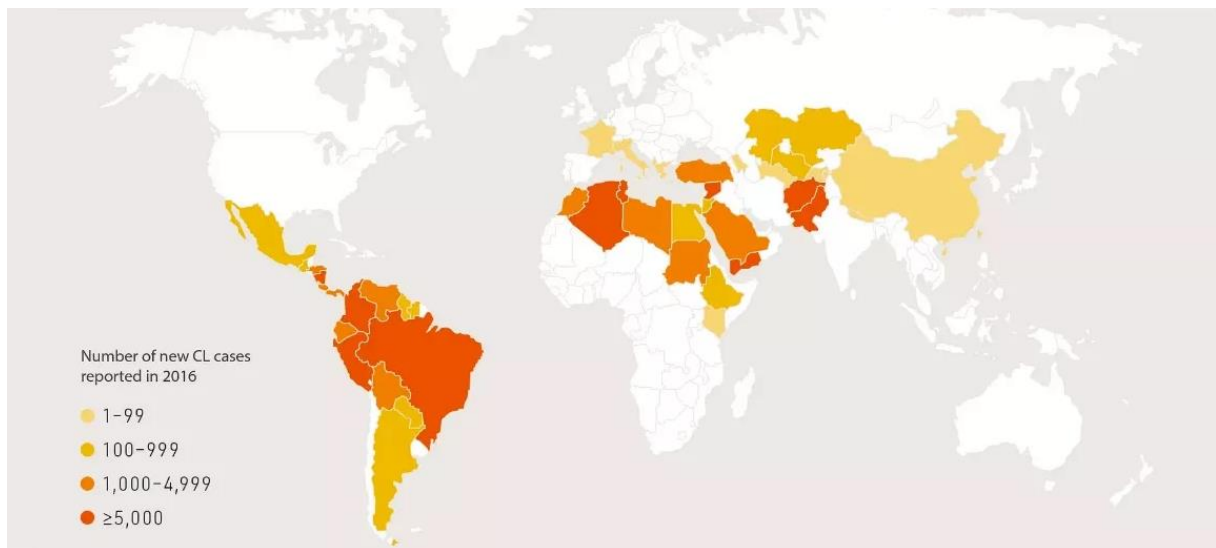 Number of new CL cases
reported in 2016
1–99
100–999
1,000–4,999
≥5,000